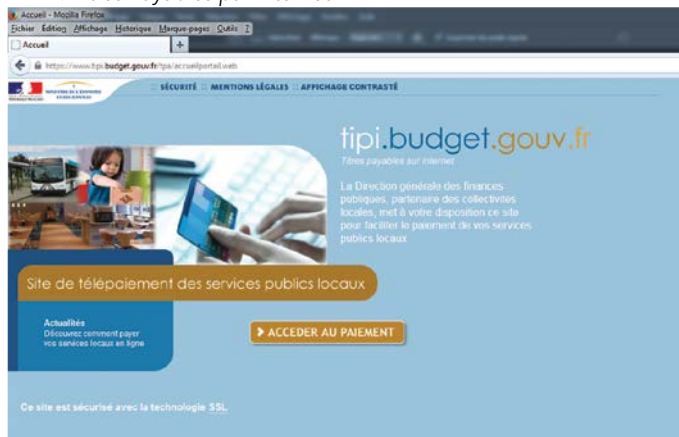 Accueil - Mozilla Firefox
Fichier Édition Affichage Historique Marque-pages Outils ?
Accueil
https://www.tipi.budget.gouv.fr/tpa/accueilportail.web
:: SÉCURITÉ :: MENTIONS LÉGALES :: AFFICHAGE CONTRASTÉ
tipi.budget.gouv.fr
Titres payables sur internet
La Direction générale des finances
publiques, partenaire des collectivités
locales, met à votre disposition ce site
pour faciliter le paiement de vos services
publics locaux
Site de télépaiement des services publics locaux
Actualités
Découvrez comment payer
vos services locaux en ligne
ACCEDER AU PAIEMENT
Ce site est sécurisé avec la technologie SSL